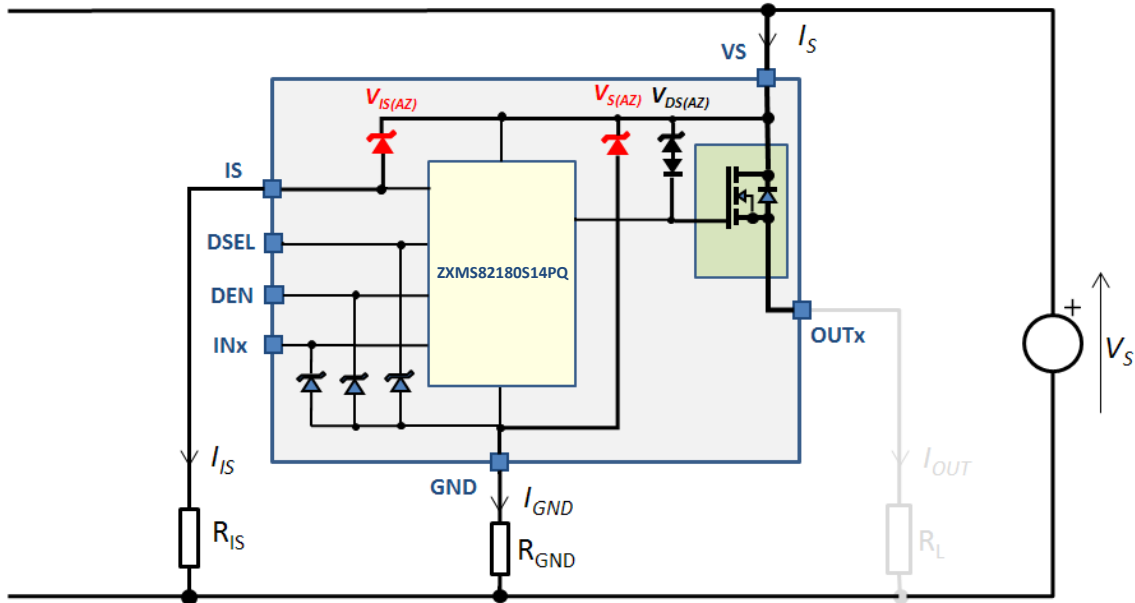 I_S
VS
V_IS(AZ)
V_S(AZ)
V_DS(AZ)
IS
DSEL
ZXMS82180S14PQ
DEN
+
OUTx
INx
V_S
I_IS
I_OUT
GND
I_GND
R_IS
R_GND
R_L